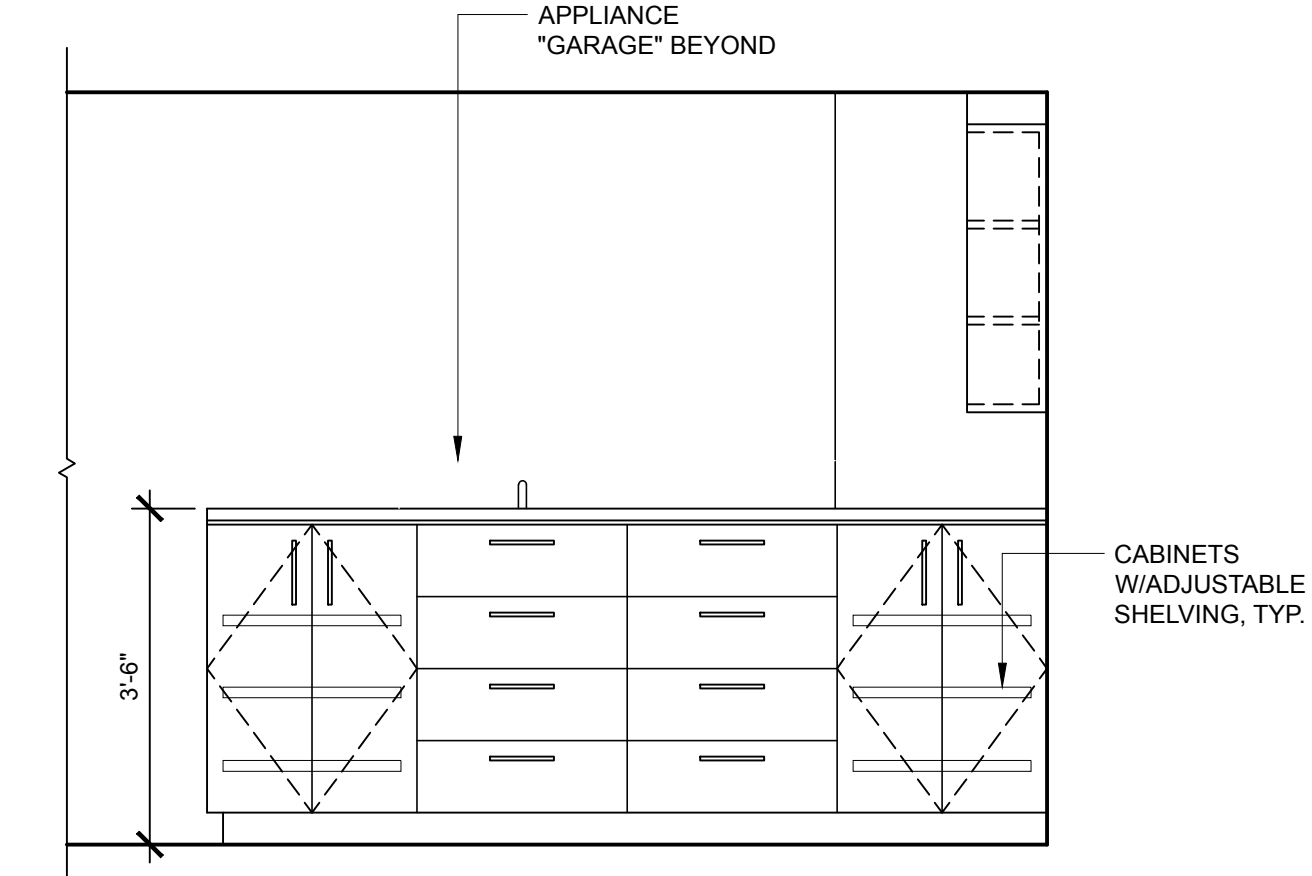 APPLIANCE
"GARAGE" BEYOND
CABINETS
W/ADJUSTABLE
SHELVING, TYP.
3'-6"